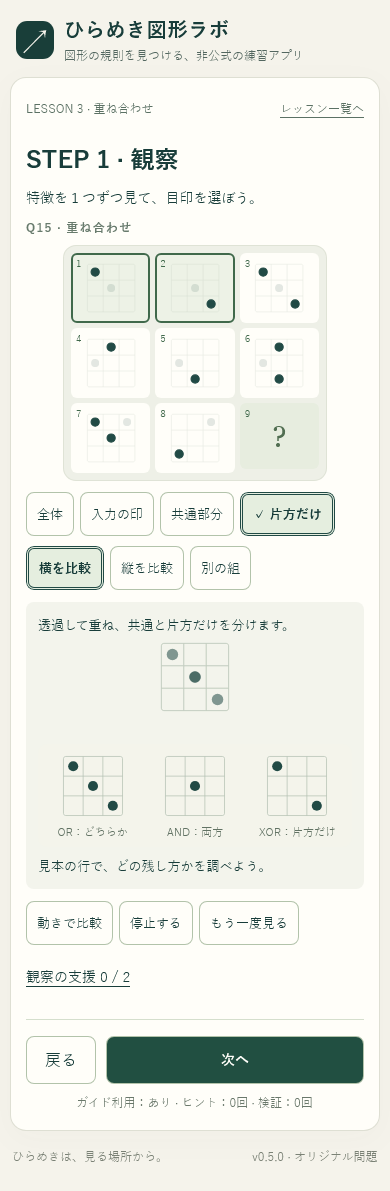 ひらめき図形ラボ
図形の規則を見つける、非公式の練習アプリ
LESSON 3 · 重ね合わせ
レッスン一覧へ
STEP 1 · 観察
特徴を1つずつ見て、目印を選ぼう。
Q15 · 重ね合わせ
1 2 3
4 5 6
7 8 9
?
全体 入力の印 共通部分 ✓ 片方だけ
横を比較 縦を比較 別の組
透過して重ね、共通と片方だけを分けます。
OR：どちらか AND：両方 XOR：片方だけ
見本の行で、どの残し方かを調べよう。
動きで比較 停止する もう一度見る
観察の支援 0 / 2
戻る 次へ
ガイド利用：あり · ヒント：0回 · 検証：0回
ひらめきは、見る場所から。
v0.5.0 · オリジナル問題